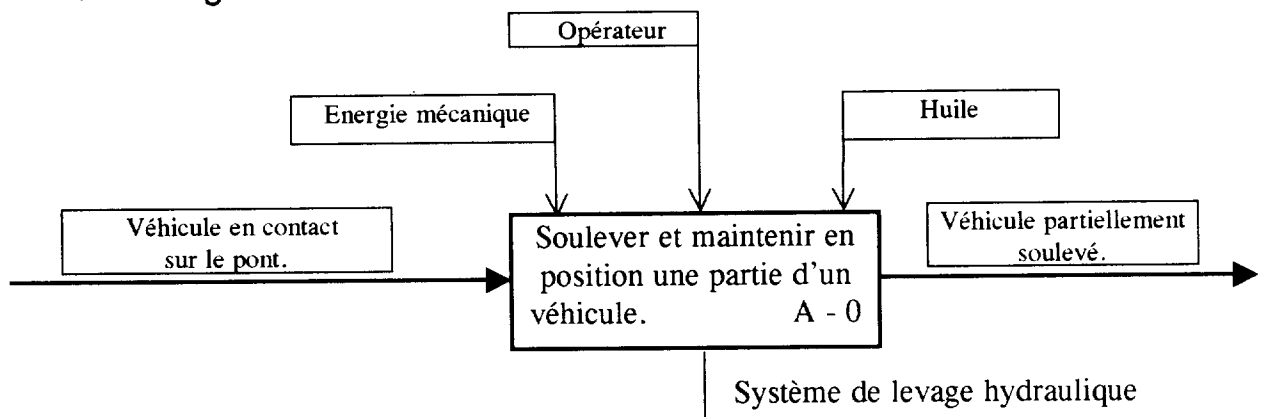 Opérateur
Energie mécanique
Huile
Véhicule en contact
sur le pont.
Soulever et maintenir en
position une partie d'un
véhicule. A - 0
Véhicule partiellement
soulevé.
Système de levage hydraulique